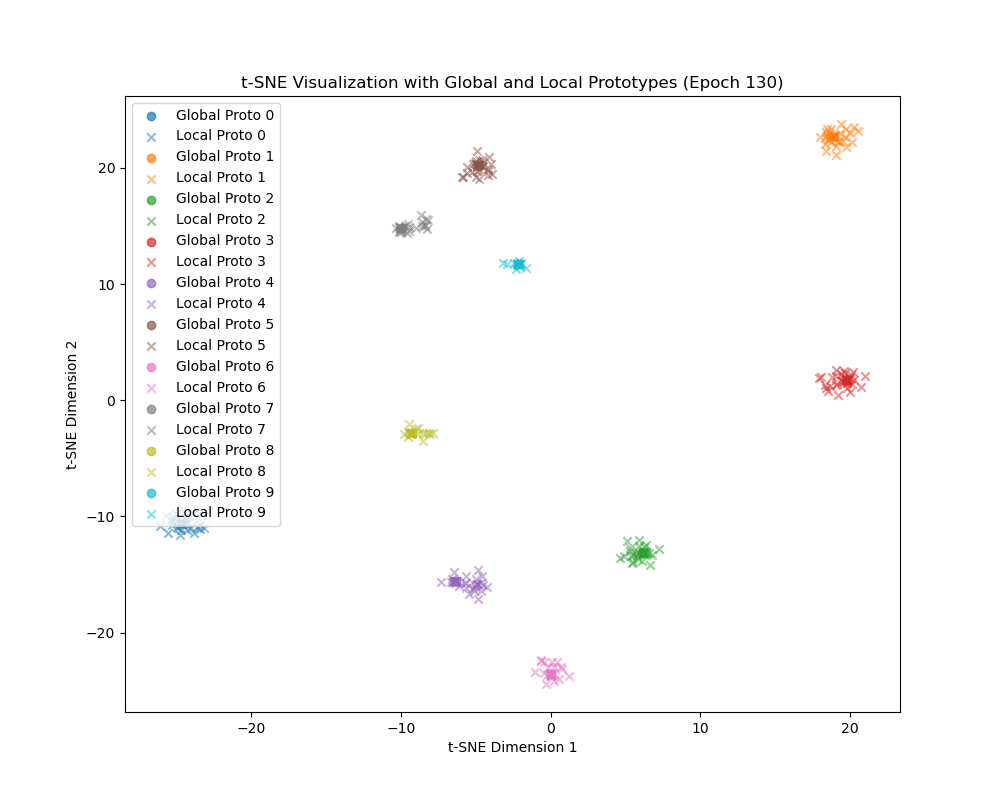 t-SNE Visualization with Global and Local Prototypes (Epoch 130)
Global Proto 0
Local Proto 0
Global Proto 1
Local Proto 1
Global Proto 2
Local Proto 2
Global Proto 3
Local Proto 3
Global Proto 4
Local Proto 4
Global Proto 5
Local Proto 5
Global Proto 6
Local Proto 6
Global Proto 7
Local Proto 7
Global Proto 8
Local Proto 8
Global Proto 9
Local Proto 9
t-SNE Dimension 2
20
10
0
−10
−20
−20
−10
0
10
20
t-SNE Dimension 1